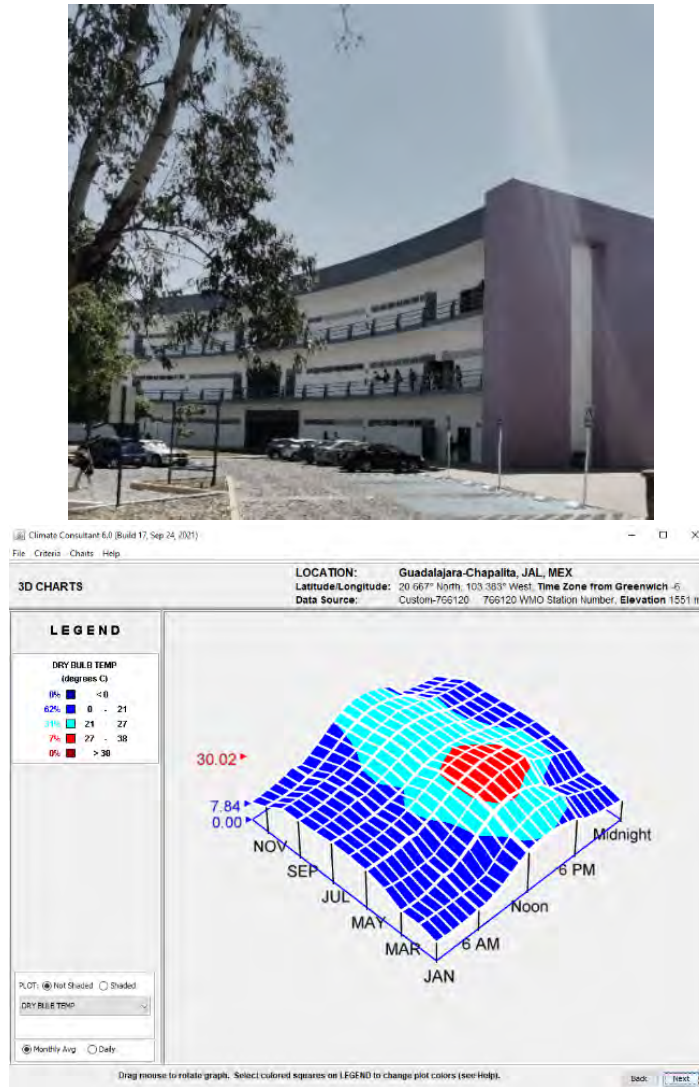 Climate Consultant 6.0 (Build 17, Sep 24, 2021)
File Criteria Charts Help
3D CHARTS
LOCATION: Guadalajara-Chapalita, JAL, MEX
Latitude/Longitude: 20.667° North, 103.383° West, Time Zone from Greenwich -6
Data Source: Custom-766120 766120 WMO Station Number, Elevation 1551 m
LEGEND
DRY BULB TEMP
(degrees C)
0% < 0
62% 0 - 21
21 - 27
7% 27 - 38
0% > 38
30.02
7.84
0.00
NOV
SEP
JUL
MAY
MAR
JAN
6 AM
Noon
6 PM
Midnight
PLOT: Not Shaded Shaded
DRY BULB TEMP
Monthly Avg Daily
Drag mouse to rotate graph. Select colored squares on LEGEND to change plot colors (see Help).
Back Next